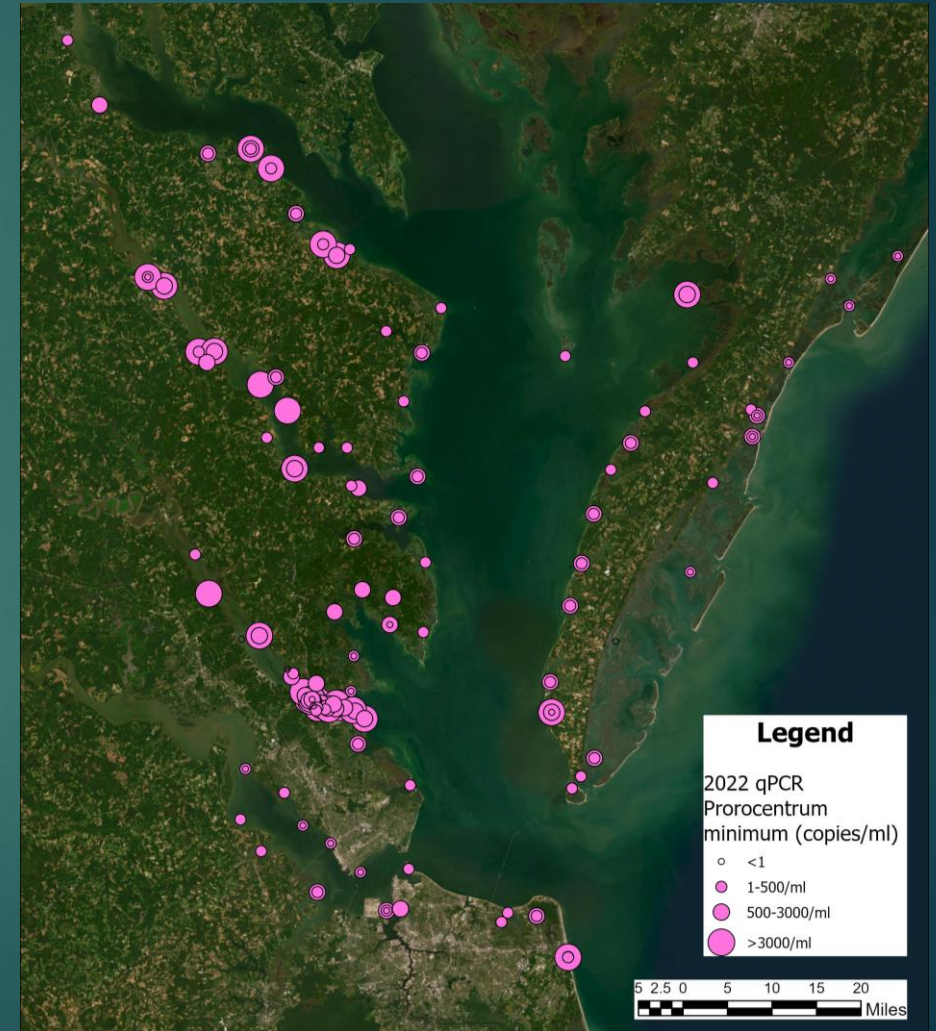 Legend
2022 qPCR
Prorocentrum
minimum (copies/ml)
<1
1-500/ml
500-3000/ml
>3000/ml
5 2.5 0 5 10 15 20
Miles